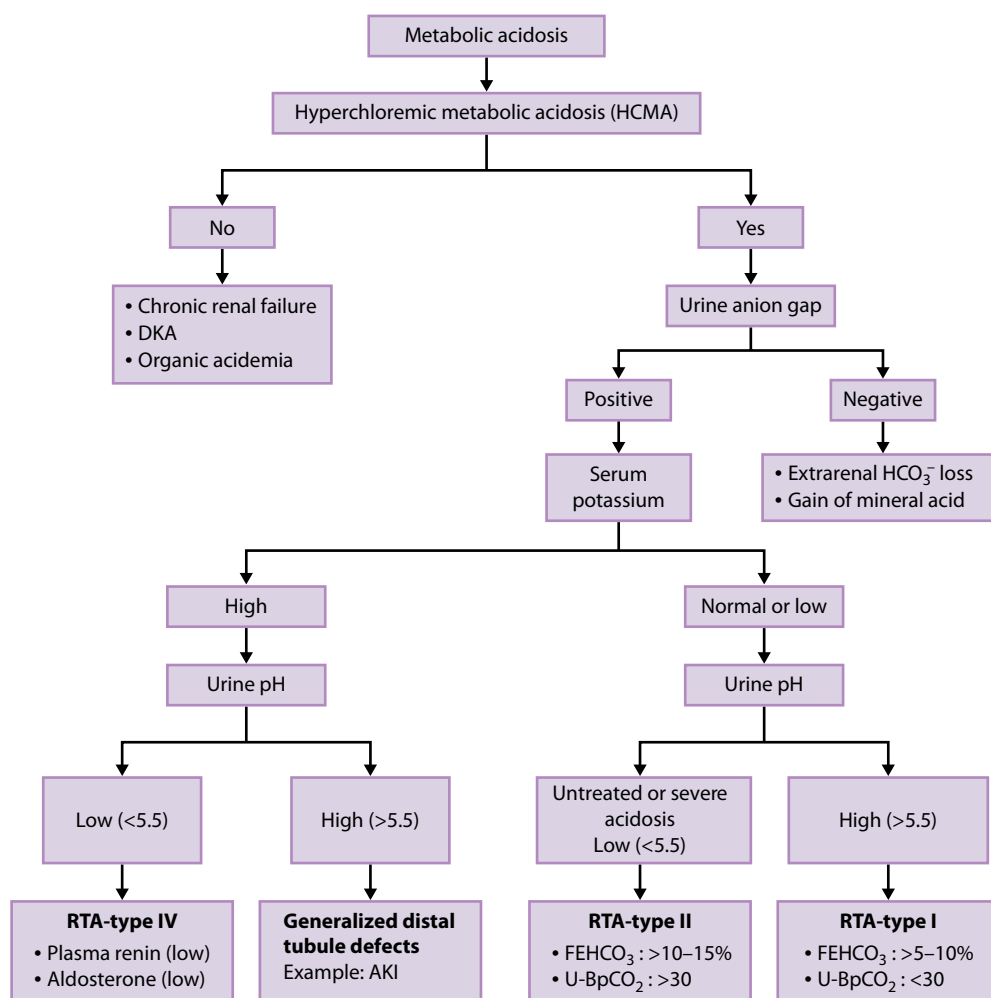 Metabolic acidosis
Hyperchloremic metabolic acidosis (HCMA)
No
Yes
• Chronic renal failure
• DKA
• Organic acidemia
Urine anion gap
Positive
Negative
Serum
potassium
• Extrarenal HCO₃⁻ loss
• Gain of mineral acid
High
Normal or low
Urine pH
Urine pH
Low (<5.5)
High (>5.5)
Untreated or severe
acidosis
Low (<5.5)
High (>5.5)
RTA-type IV
• Plasma renin (low)
• Aldosterone (low)
Generalized distal
tubule defects
Example: AKI
RTA-type II
• FEHCO₃ : >10–15%
• U-BpCO₂ : >30
RTA-type I
• FEHCO₃ : >5–10%
• U-BpCO₂ : <30